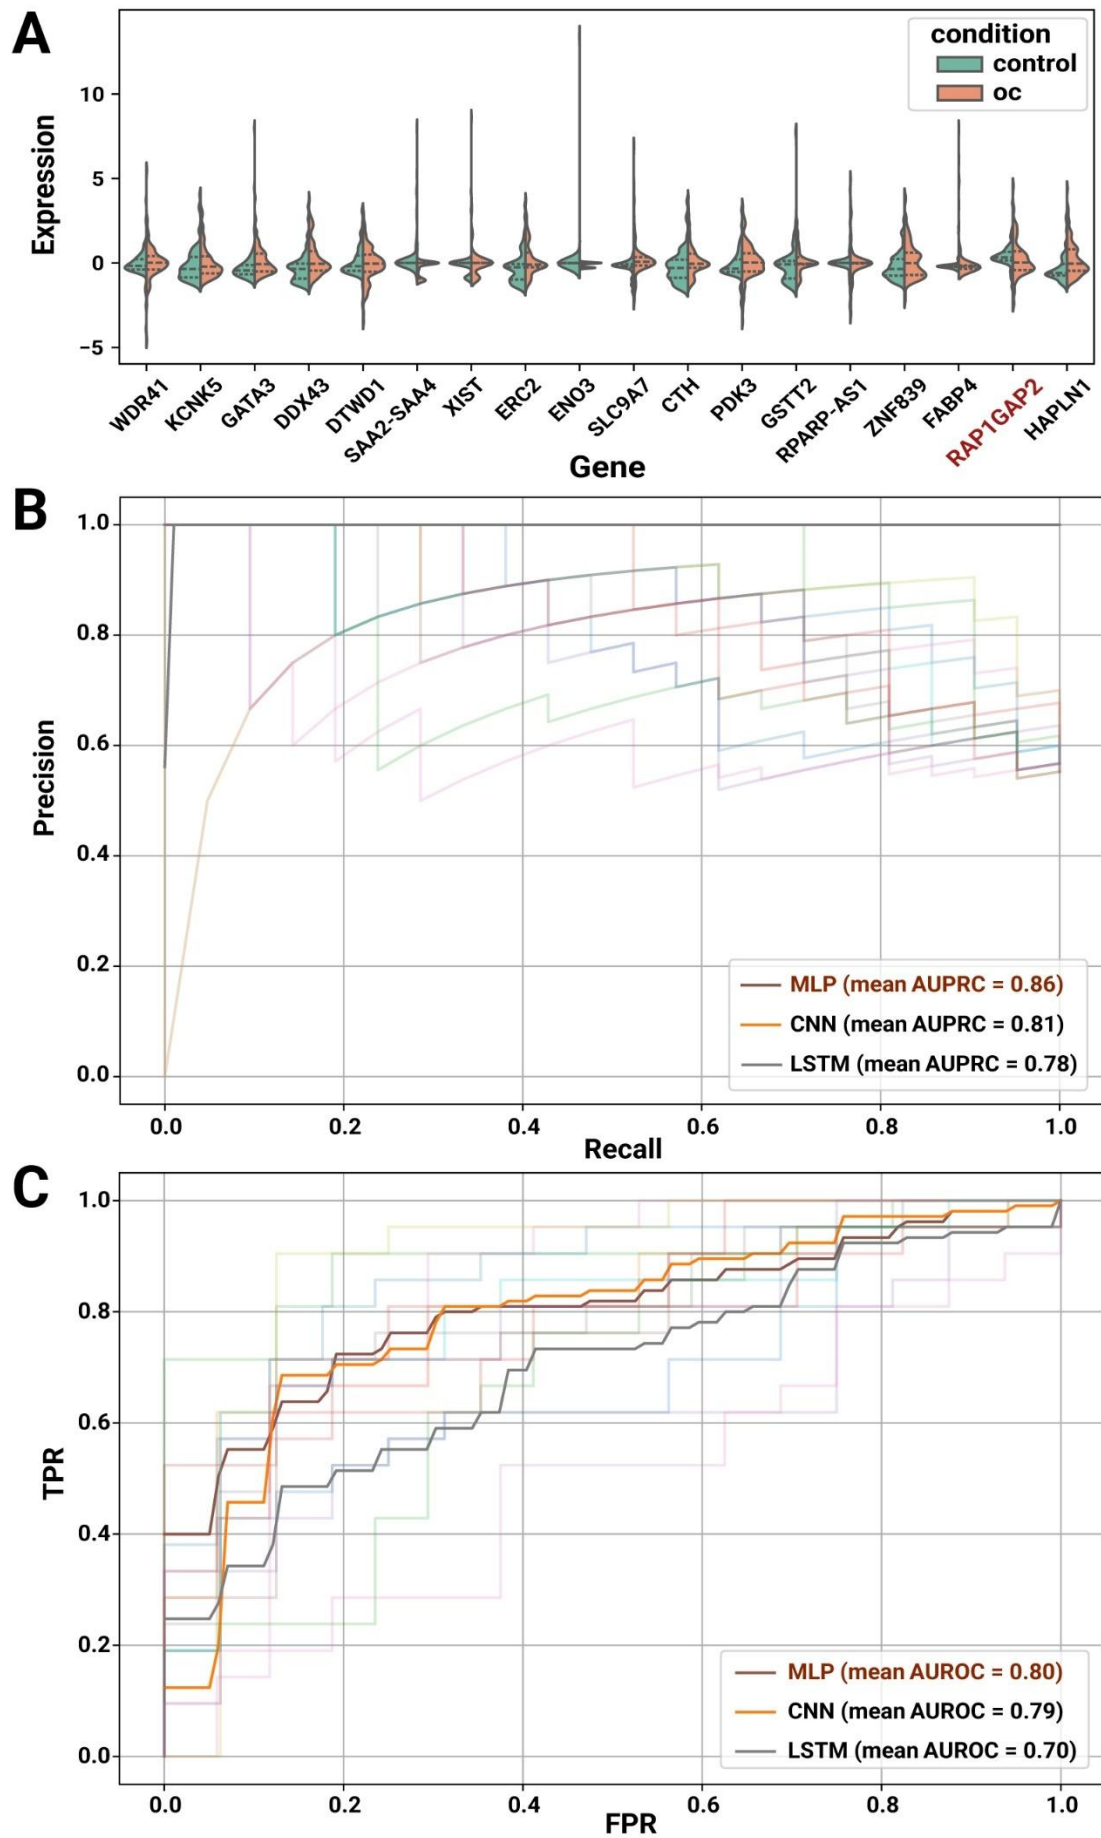 A
condition
control
oc
10
5
0
−5
Expression
WDR41
KCNK5
GATA3
DDX43
DTWD1
SAA2-SAA4
XIST
ERC2
ENO3
SLC9A7
CTH
PDK3
GSTT2
RPARP-AS1
ZNF839
FABP4
RAP1GAP2
HAPLN1
Gene
B
1.0
0.8
0.6
0.4
0.2
0.0
Precision
MLP (mean AUPRC = 0.86)
CNN (mean AUPRC = 0.81)
LSTM (mean AUPRC = 0.78)
0.0 0.2 0.4 0.6 0.8 1.0
Recall
C
1.0
0.8
0.6
0.4
0.2
0.0
TPR
MLP (mean AUROC = 0.80)
CNN (mean AUROC = 0.79)
LSTM (mean AUROC = 0.70)
0.0 0.2 0.4 0.6 0.8 1.0
FPR